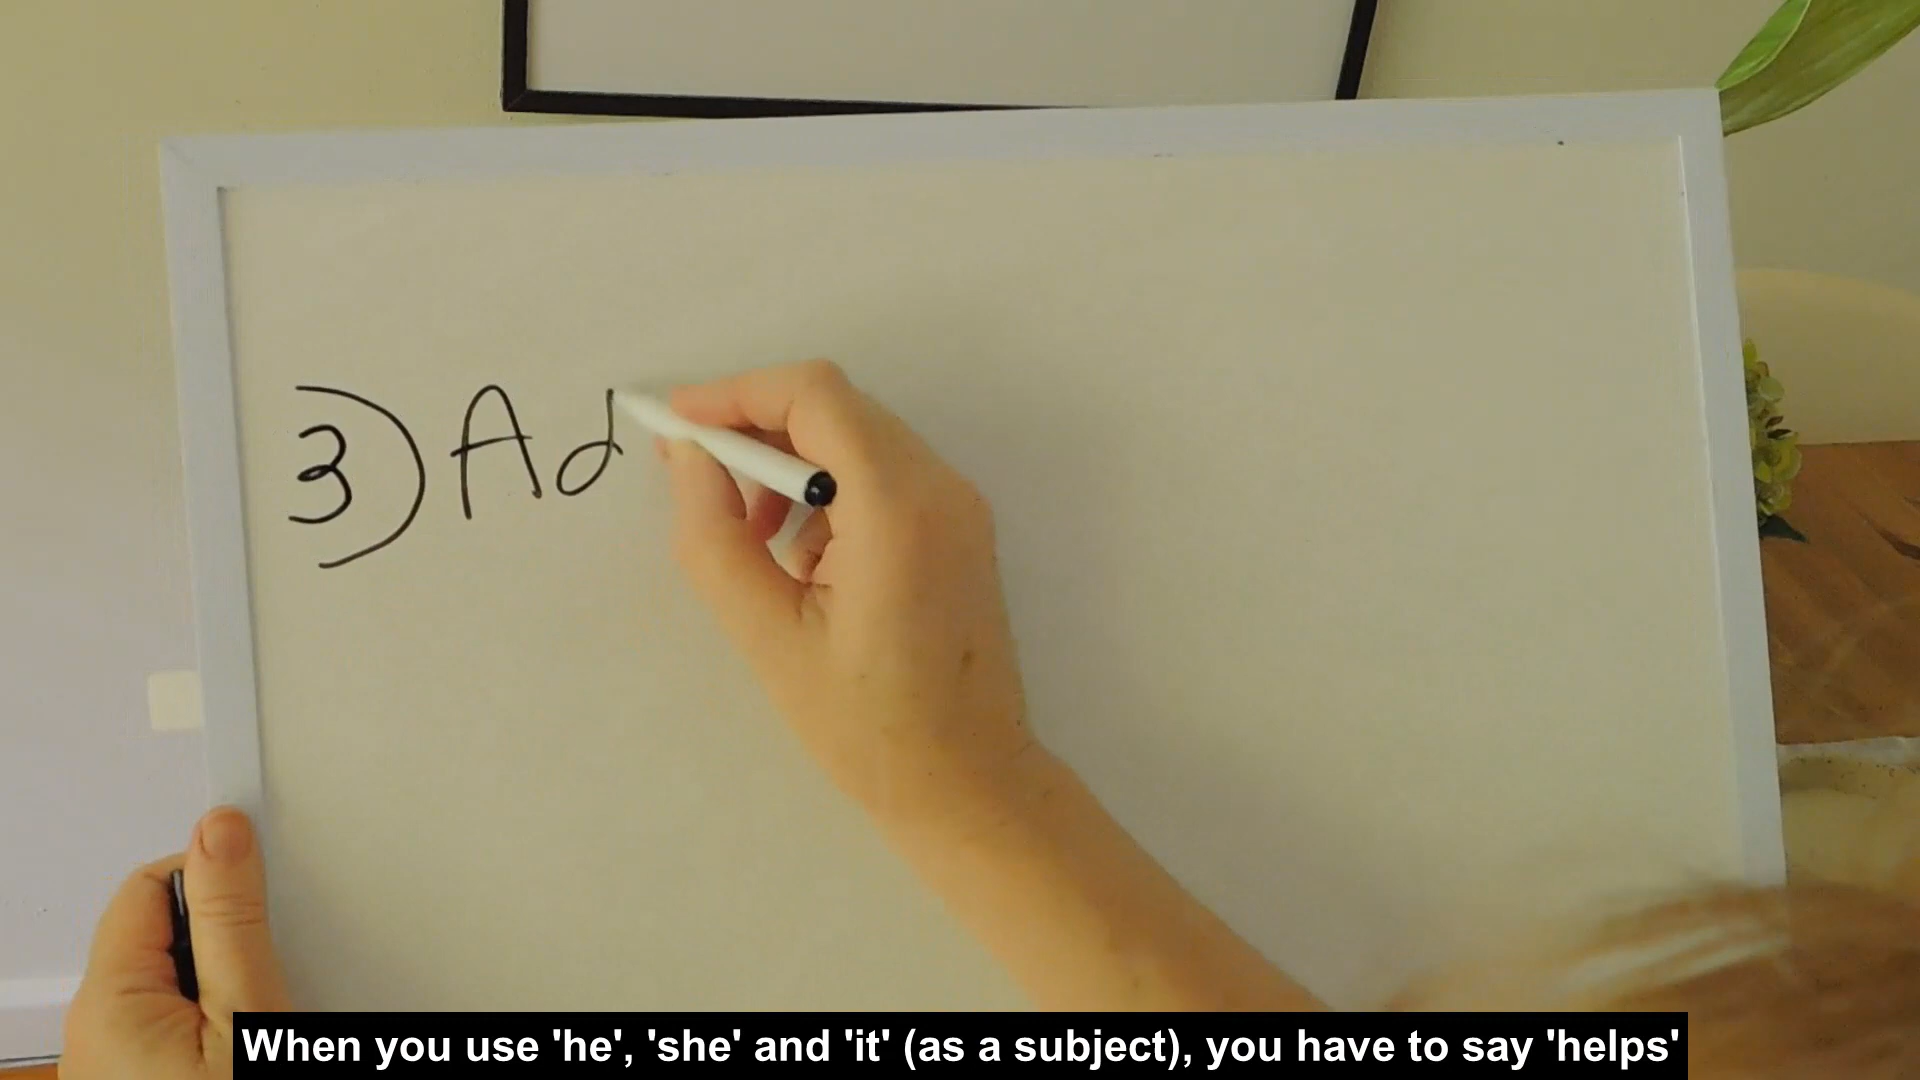 3) Ad
When you use 'he', 'she' and 'it' (as a subject), you have to say 'helps'